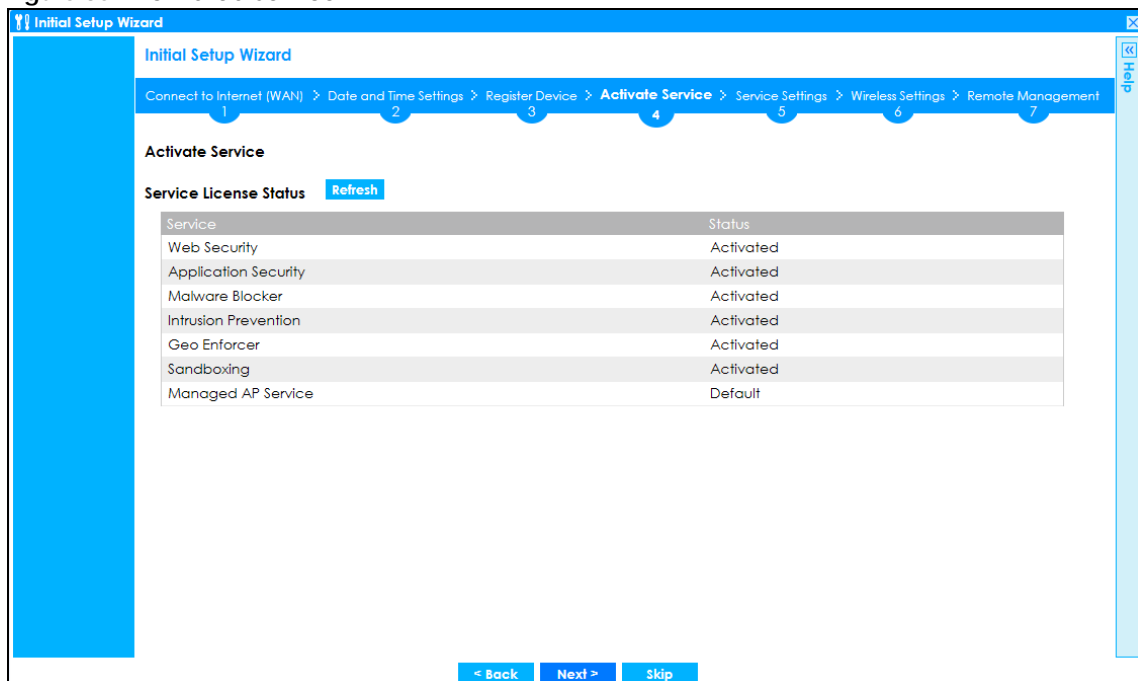 Initial Setup Wizard
Help
Initial Setup Wizard
Connect to Internet (WAN) > Date and Time Settings > Register Device > Activate Service > Service Settings > Wireless Settings > Remote Management
1 2 3 4 5 6 7
Activate Service
Service License Status Refresh
Service Status
Web Security Activated
Application Security Activated
Malware Blocker Activated
Intrusion Prevention Activated
Geo Enforcer Activated
Sandboxing Activated
Managed AP Service Default
< Back Next > Skip